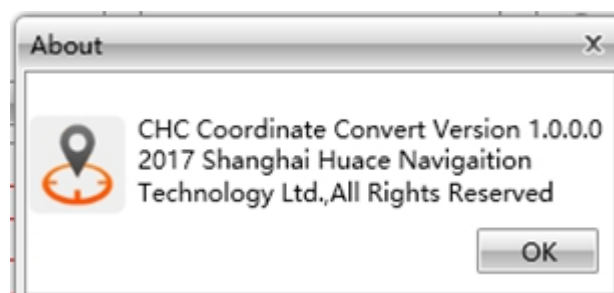 About
CHC Coordinate Convert Version 1.0.0.0
2017 Shanghai Huace Navigaition
Technology Ltd.,All Rights Reserved
OK